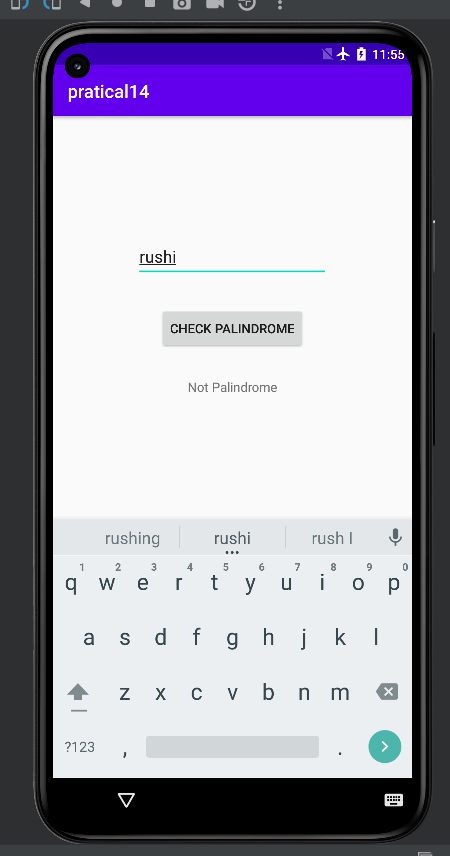 11:55
pratical14
rushi
CHECK PALINDROME
Not Palindrome
rushing rushi rush I
1 2 3 4 5 6 7 8 9 0
q w e r t y u i o p
a s d f g h j k l
z x c v b n m
?123 , .